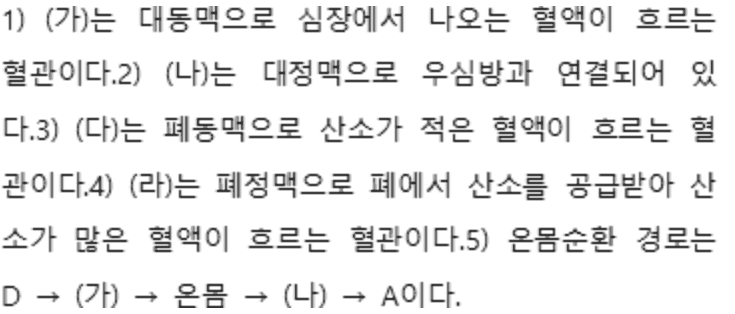 1) (가)는 대동맥으로 심장에서 나오는 혈액이 흐르는
혈관이다.2) (나)는 대정맥으로 우심방과 연결되어 있
다.3) (다)는 폐동맥으로 산소가 적은 혈액이 흐르는 혈
관이다.4) (라)는 폐정맥으로 폐에서 산소를 공급받아 산
소가 많은 혈액이 흐르는 혈관이다.5) 온몸순환 경로는
D → (가) → 온몸 → (나) → A이다.